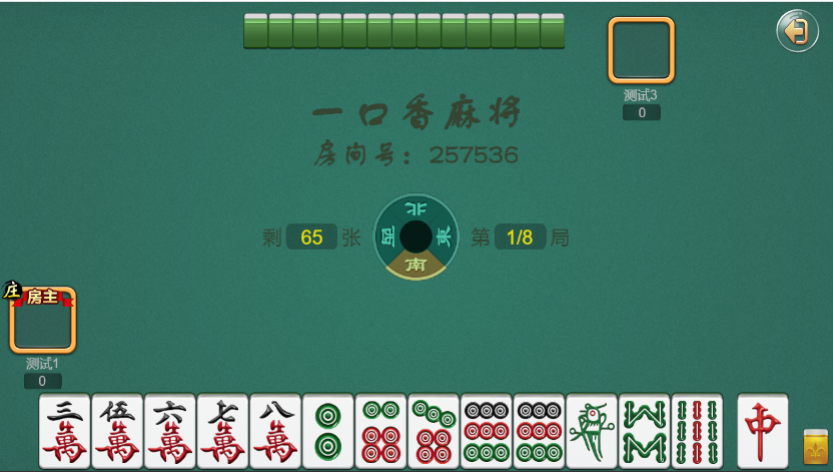 测试3
0
一口香麻将
房间号：257536
北
剩 65 张 西 東 第 1/8 局
南
庄 房主
测试1
0
三萬 伍萬 六萬 七萬 八萬 中